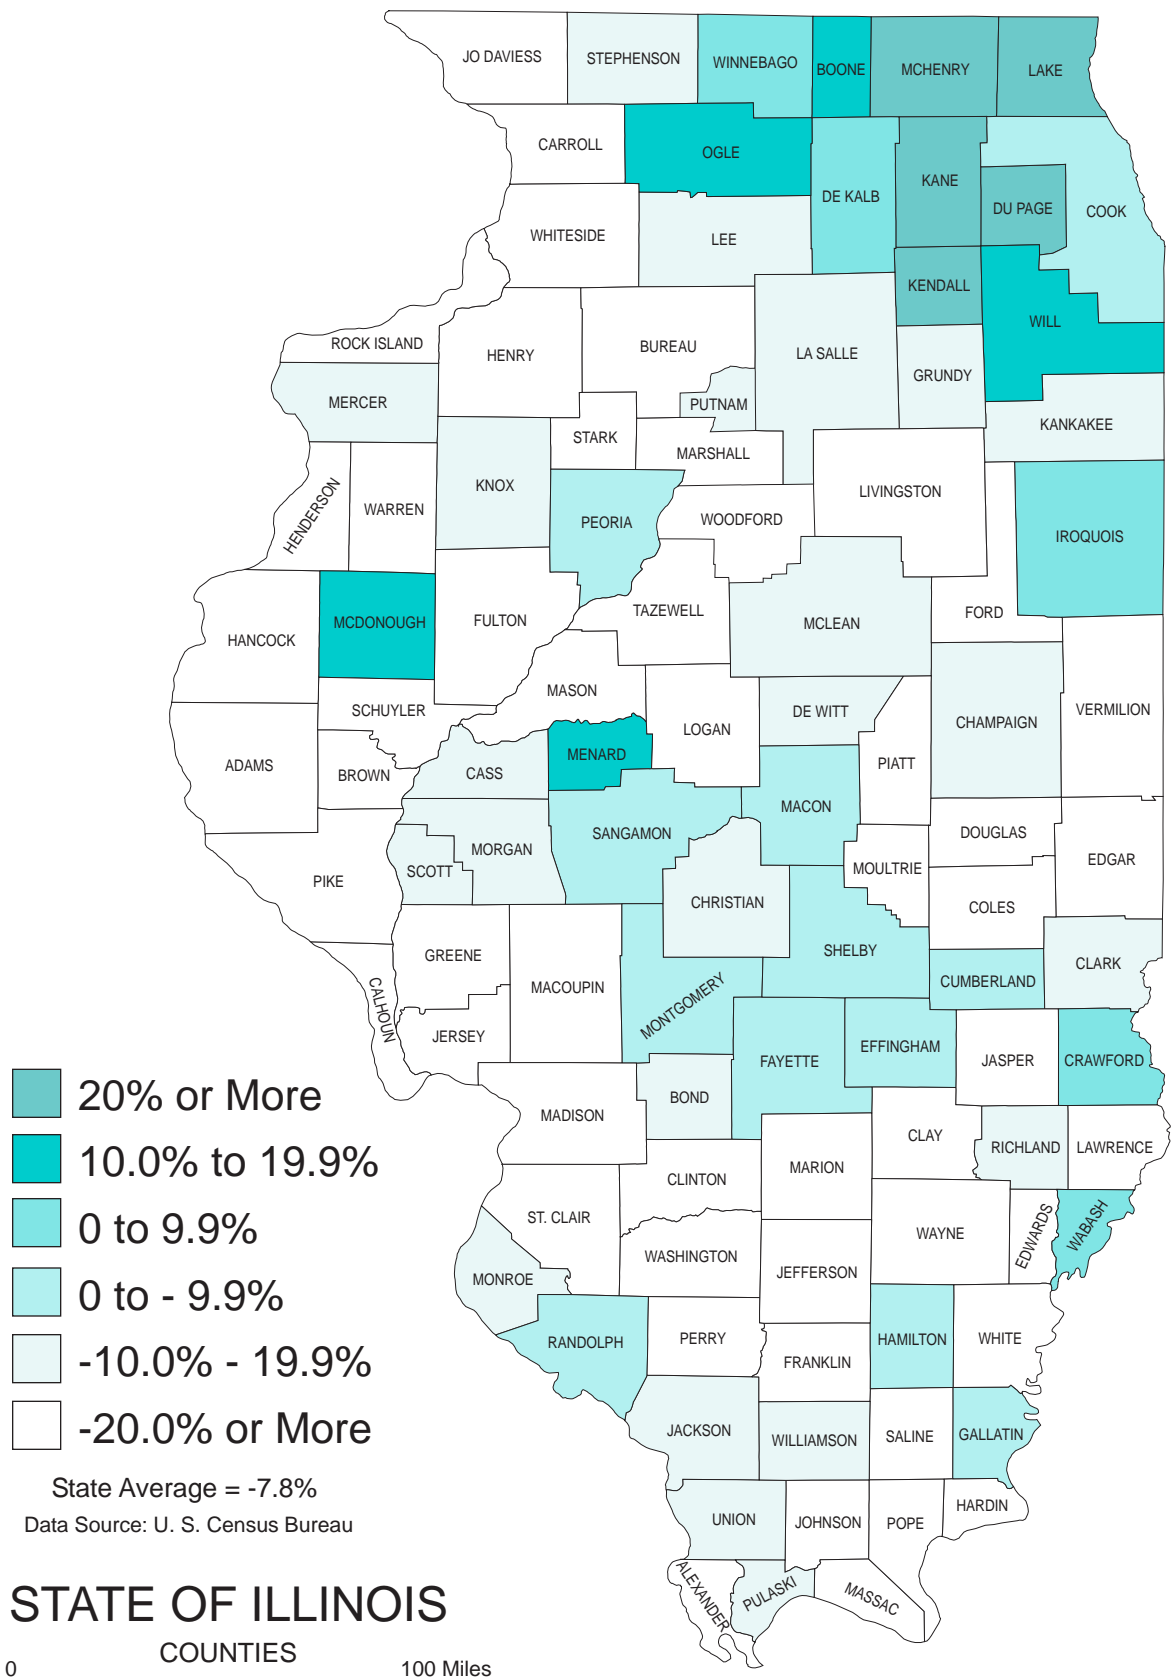 JO DAVIESS
STEPHENSON
WINNEBAGO
BOONE
MCHENRY
LAKE
CARROLL
OGLE
DE KALB
KANE
DU PAGE
COOK
WHITESIDE
LEE
KENDALL
WILL
ROCK ISLAND
HENRY
BUREAU
LA SALLE
GRUNDY
MERCER
PUTNAM
KANKAKEE
STARK
MARSHALL
HENDERSON
WARREN
KNOX
PEORIA
WOODFORD
LIVINGSTON
IROQUOIS
HANCOCK
MCDONOUGH
FULTON
TAZEWELL
MCLEAN
FORD
SCHUYLER
MASON
LOGAN
DE WITT
CHAMPAIGN
VERMILION
ADAMS
BROWN
CASS
MENARD
PIATT
MACON
SANGAMON
DOUGLAS
EDGAR
PIKE
SCOTT
MORGAN
MOULTRIE
CHRISTIAN
COLES
GREENE
MACOUPIN
SHELBY
CLARK
CUMBERLAND
CALHOUN
MONTGOMERY
JERSEY
FAYETTE
EFFINGHAM
JASPER
CRAWFORD
MADISON
BOND
CLAY
RICHLAND
LAWRENCE
MARION
CLINTON
ST. CLAIR
WAYNE
EDWARDS
WABASH
WASHINGTON
JEFFERSON
MONROE
RANDOLPH
PERRY
HAMILTON
WHITE
FRANKLIN
JACKSON
WILLIAMSON
SALINE
GALLATIN
UNION
JOHNSON
POPE
HARDIN
ALEXANDER
PULASKI
MASSAC
20% or More
10.0% to 19.9%
0 to 9.9%
0 to - 9.9%
-10.0% - 19.9%
-20.0% or More
State Average = -7.8%
Data Source: U. S. Census Bureau
STATE OF ILLINOIS
COUNTIES
0 100 Miles